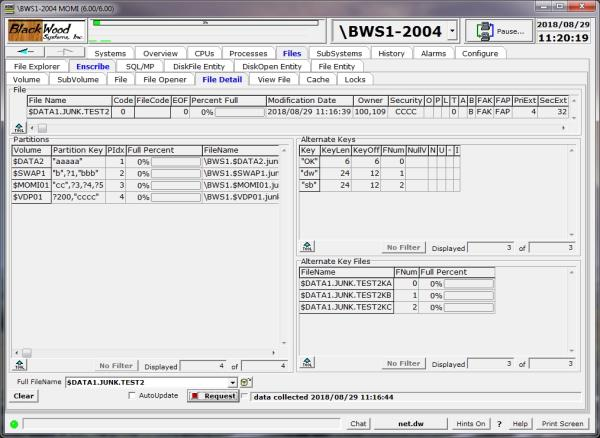 \BWS1-2004 MOMI (6.00/6.00)
BlackWood Systems, Inc.
3%
\BWS1-2004
Pause...
2018/08/29
11:20:19
Systems Overview CPUs Processes Files SubSystems History Alarms Configure
File Explorer Enscribe SQL/MP DiskFile Entity DiskOpen Entity File Entity
Volume SubVolume File File Opener File Detail View File Cache Locks
File
File Name Code FileCode EOF Percent Full Modification Date Owner Security O P L T A B FAK FAP PriExt SecExt
$DATA1.JUNK.TEST2 0 0 0% 2018/08/29 11:16:39 100,109 CCCC 0 B FAK FAP 4 32
TOOL
Partitions
Volume Partition Key PIdx Full Percent FileName
$DATA2 "aaaaa" 1 0% \BWS1.$DATA2.jun
$SWAP1 "b",?1,"bbb" 2 0% \BWS1.$SWAP1.ju
$MOMI01 "cc",?3,?4,?5 3 0% \BWS1.$MOMI01.ju
$VDP01 ?200,"cccc" 4 0% \BWS1.$VDP01.junk
TOOL
No Filter Displayed 4 of 4
Alternate Keys
Key KeyLen KeyOff FNum Nullv N U - I
"OK" 6 6 0
"dw" 24 12 1
"sb" 24 12 2
TOOL
No Filter Displayed 3 of 3
Alternate Key Files
FileName FNum Full Percent
$DATA1.JUNK.TEST2KA 0 0%
$DATA1.JUNK.TEST2KB 1 0%
$DATA1.JUNK.TEST2KC 2 0%
TOOL
No Filter Displayed 3 of 3
Full FileName $DATA1.JUNK.TEST2
Clear AutoUpdate Request data collected 2018/08/29 11:16:44
Chat net.dw Hints On ? Help Print Screen